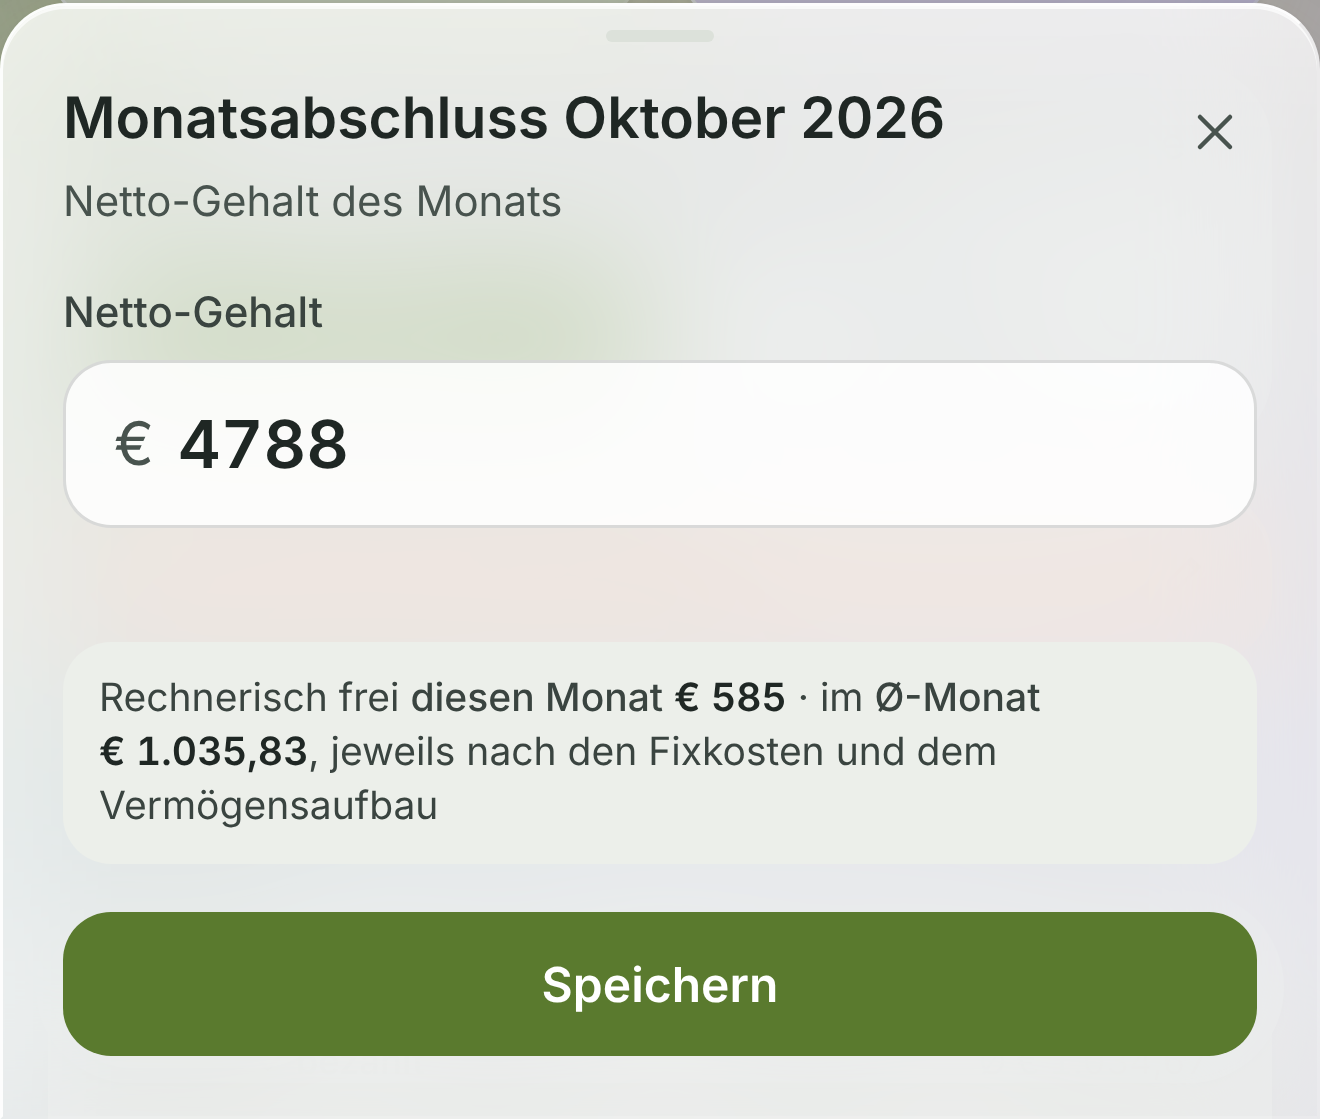 Monatsabschluss Oktober 2026
Netto-Gehalt des Monats
Netto-Gehalt
€ 4788
Rechnerisch frei diesen Monat € 585 · im Ø-Monat
€ 1.035,83, jeweils nach den Fixkosten und dem
Vermögensaufbau
Speichern